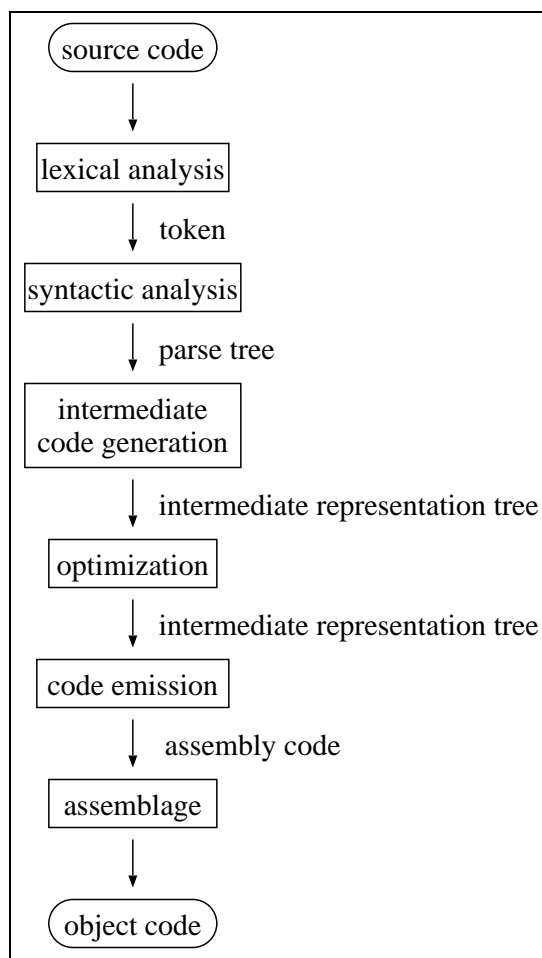 source code
lexical analysis
token
syntactic analysis
parse tree
intermediate
code generation
intermediate representation tree
optimization
intermediate representation tree
code emission
assembly code
assemblage
object code